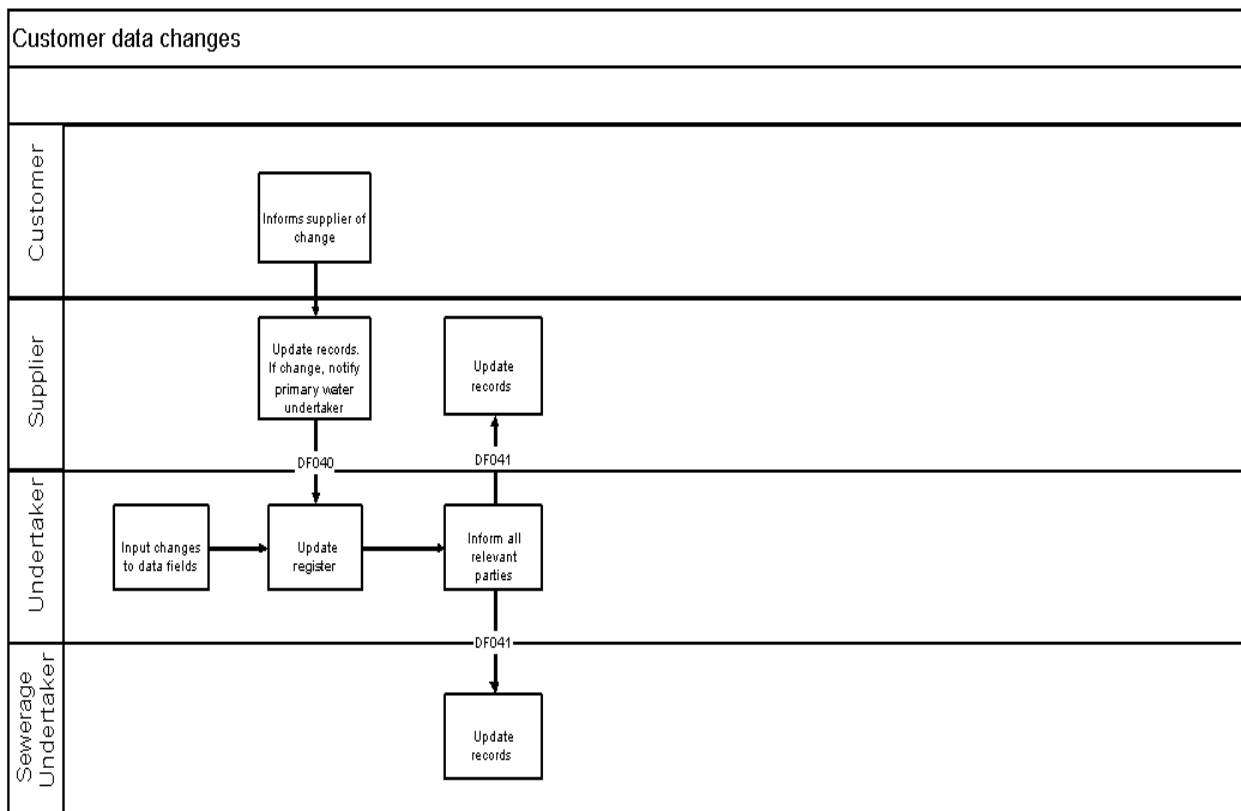 Customer data changes
Customer
Informs supplier of
change
Supplier
Update records.
If change, notify
primary water
undertaker
Update
records
DF040
DF041
Undertaker
Input changes
to data fields
Update
register
Inform all
relevant
parties
DF041
Sewerage
Undertaker
Update
records